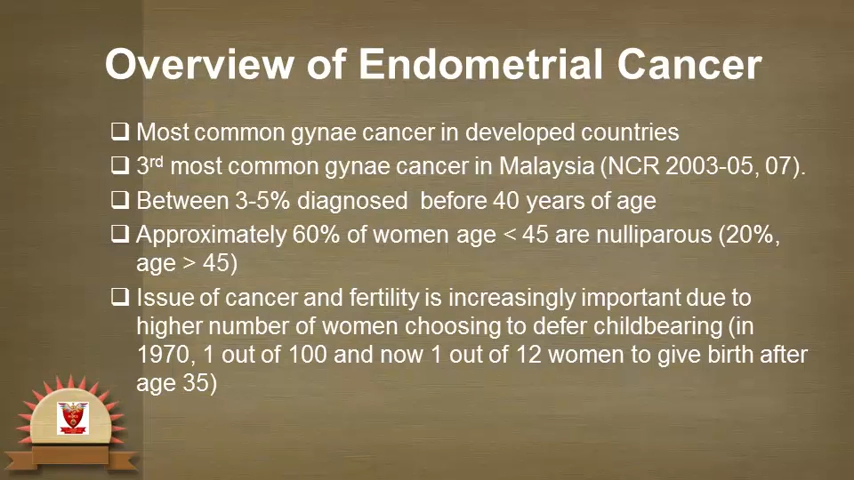 Overview of Endometrial Cancer
❑ Most common gynae cancer in developed countries
❑ 3rd most common gynae cancer in Malaysia (NCR 2003-05, 07).
❑ Between 3-5% diagnosed before 40 years of age
❑ Approximately 60% of women age < 45 are nulliparous (20%,
age > 45)
❑ Issue of cancer and fertility is increasingly important due to
higher number of women choosing to defer childbearing (in
1970, 1 out of 100 and now 1 out of 12 women to give birth after
age 35)